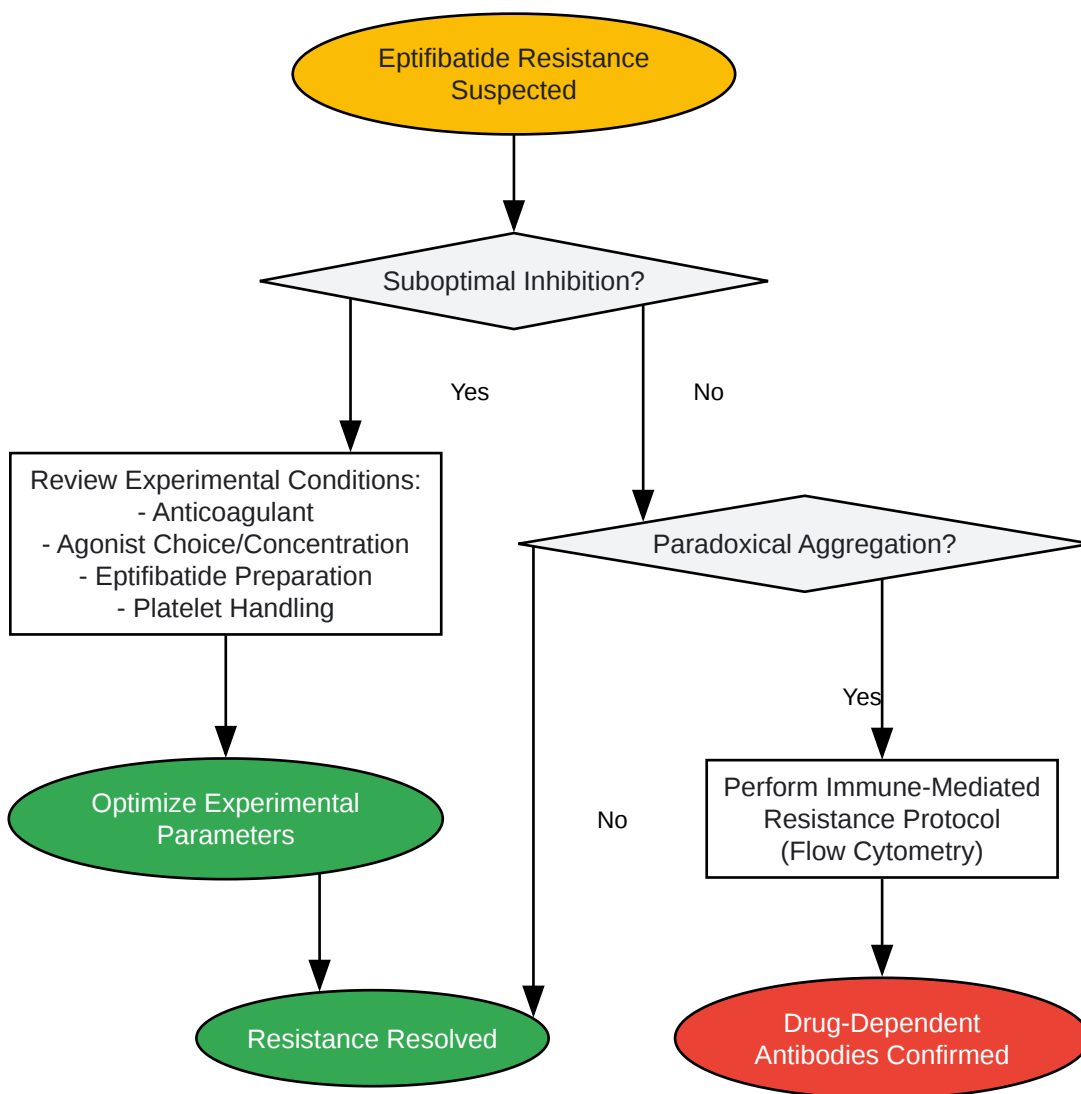 Eptifibatide Resistance
Suspected
Suboptimal Inhibition?
Yes
No
Review Experimental Conditions:
- Anticoagulant
- Agonist Choice/Concentration
- Eptifibatide Preparation
- Platelet Handling
Paradoxical Aggregation?
Yes
No
Optimize Experimental
Parameters
Perform Immune-Mediated
Resistance Protocol
(Flow Cytometry)
Resistance Resolved
Drug-Dependent
Antibodies Confirmed